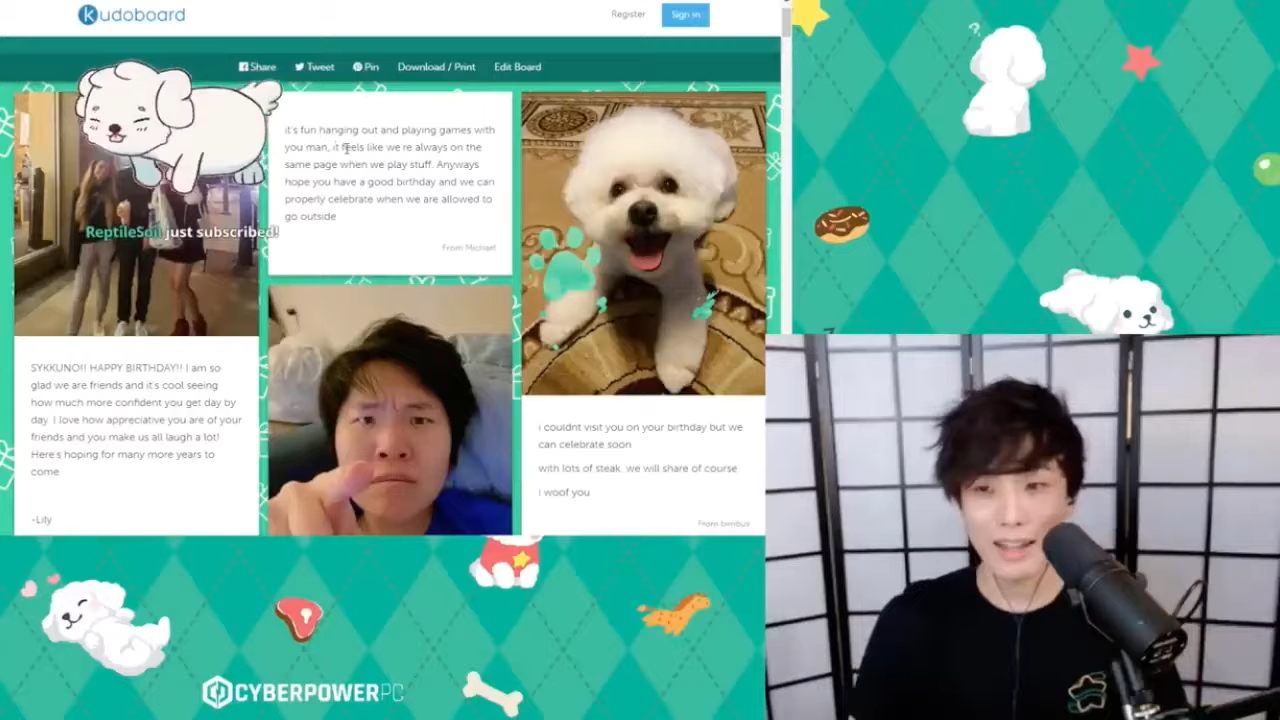 kudoboard
Register
Sign in
Share
Tweet
Pin
Download / Print
Edit Board
ReptileSoil just subscribed!
it's fun hanging out and playing games with
you man, it feels like we re always on the
same page when we play stuff. Anyways
hope you have a good birthday and we can
properly celebrate when we are allowed to
go outside
From Michael
SYKKUNO!! HAPPY BIRTHDAY!! I am so
glad we are friends and it's cool seeing
how much more confident you get day by
day. I love how appreciative you are of your
friends and you make us all laugh a lot!
Here's hoping for many more years to
come
-Lily
i couldnt visit you on your birthday but we
can celebrate soon
with lots of steak. we will share of course
i woof you
From bimbus
?
CYBERPOWERPC